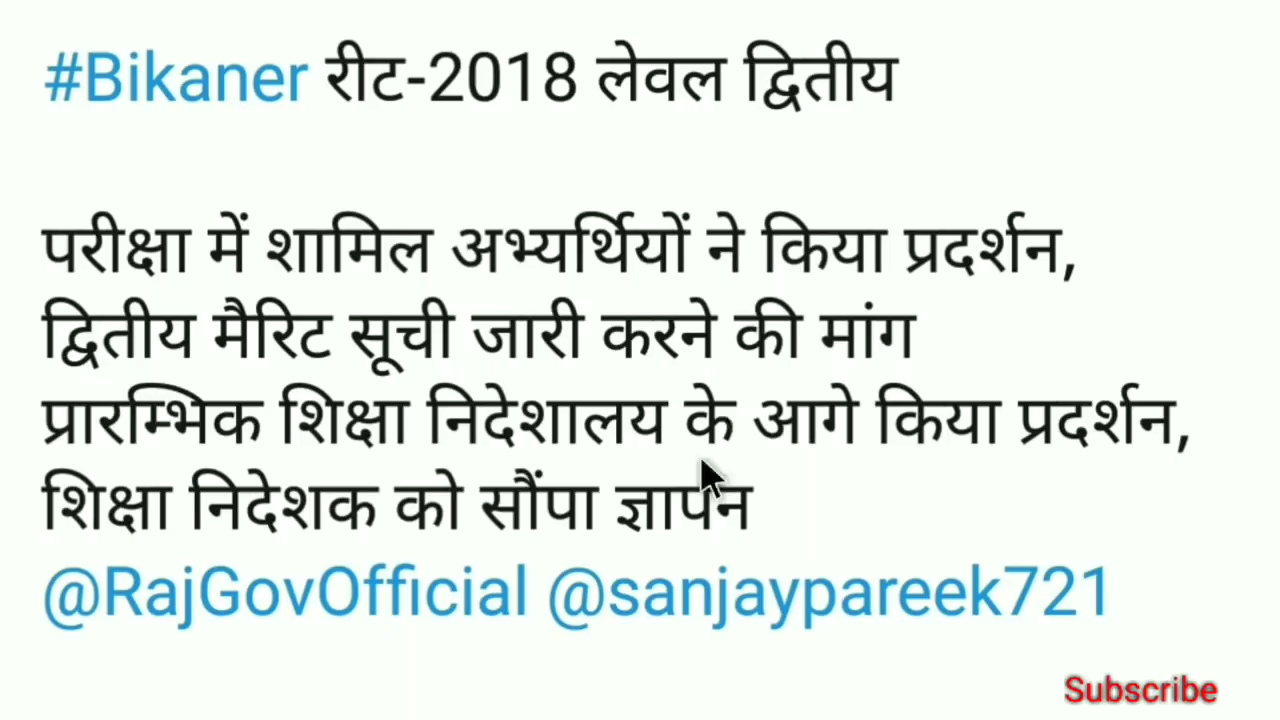 #Bikaner रीट-2018 लेवल द्वितीय
परीक्षा में शामिल अभ्यर्थियों ने किया प्रदर्शन,
द्वितीय मैरिट सूची जारी करने की मांग
प्रारम्भिक शिक्षा निदेशालय के आगे किया प्रदर्शन,
शिक्षा निदेशक को सौंपा ज्ञापन
@RajGovOfficial @sanjaypareek721
Subscribe